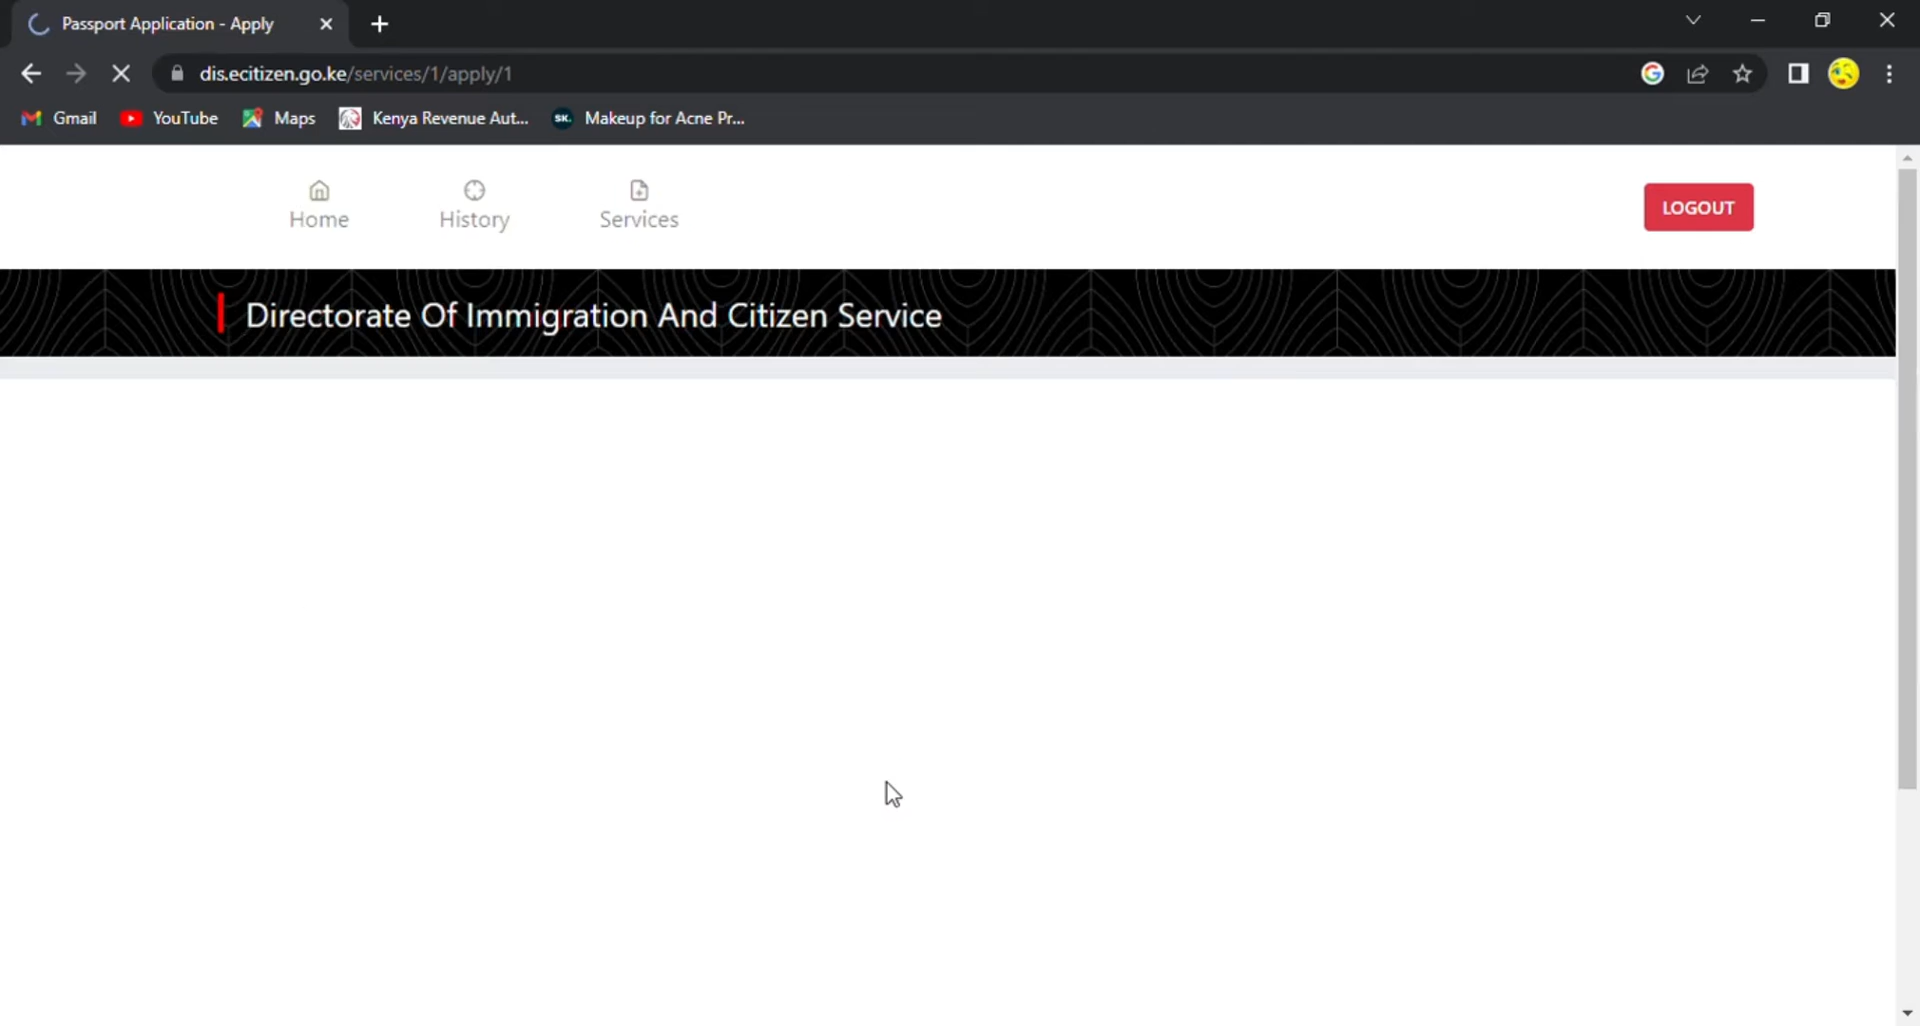 Passport Application - Apply
dis.ecitizen.go.ke/services/1/apply/1
Gmail
YouTube
Maps
Kenya Revenue Aut...
SK.
Makeup for Acne Pr...
Home
History
Services
LOGOUT
Directorate Of Immigration And Citizen Service